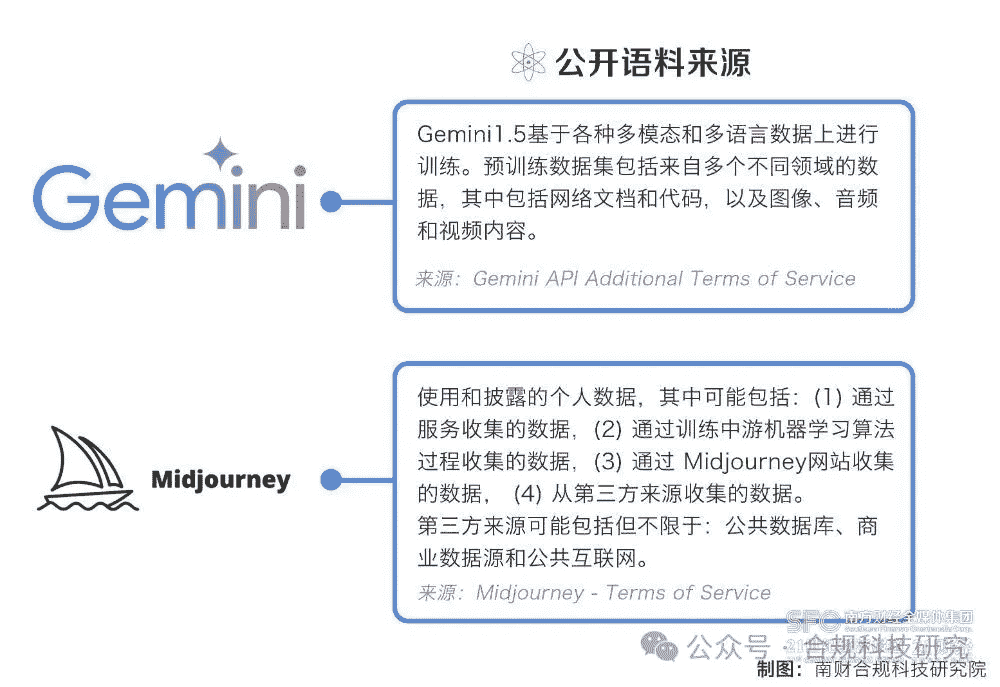 公开语料来源
Gemini
Gemini1.5基于各种多模态和多语言数据上进行
训练。预训练数据集包括来自多个不同领域的数
据，其中包括网络文档和代码，以及图像、音频
和视频内容。
来源：Gemini API Additional Terms of Service
Midjourney
使用和披露的个人数据，其中可能包括：(1) 通过
服务收集的数据，(2) 通过训练中游机器学习算法
过程收集的数据，(3) 通过 Midjourney网站收集
的数据， (4) 从第三方来源收集的数据。
第三方来源可能包括但不限于：公共数据库、商
业数据源和公共互联网。
来源：Midjourney - Terms of Service
SFC 南方财经全媒体集团
公众号 · 合规科技研究
制图：南财合规科技研究院